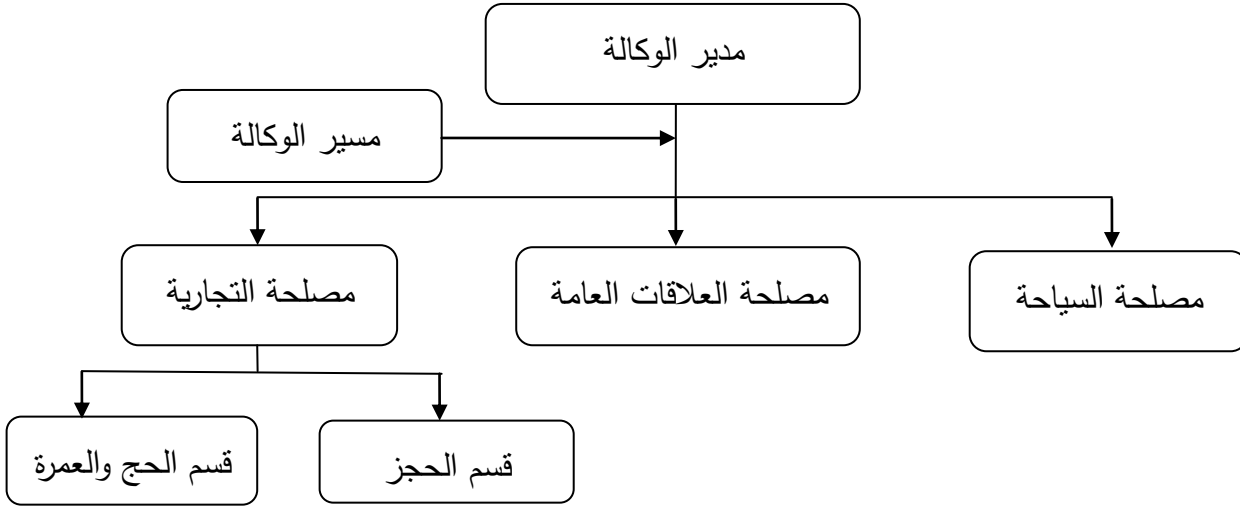 مدير الوكالة
مسير الوكالة
مصلحة السياحة
مصلحة العلاقات العامة
مصلحة التجارية
قسم الحجز
قسم الحج والعمرة